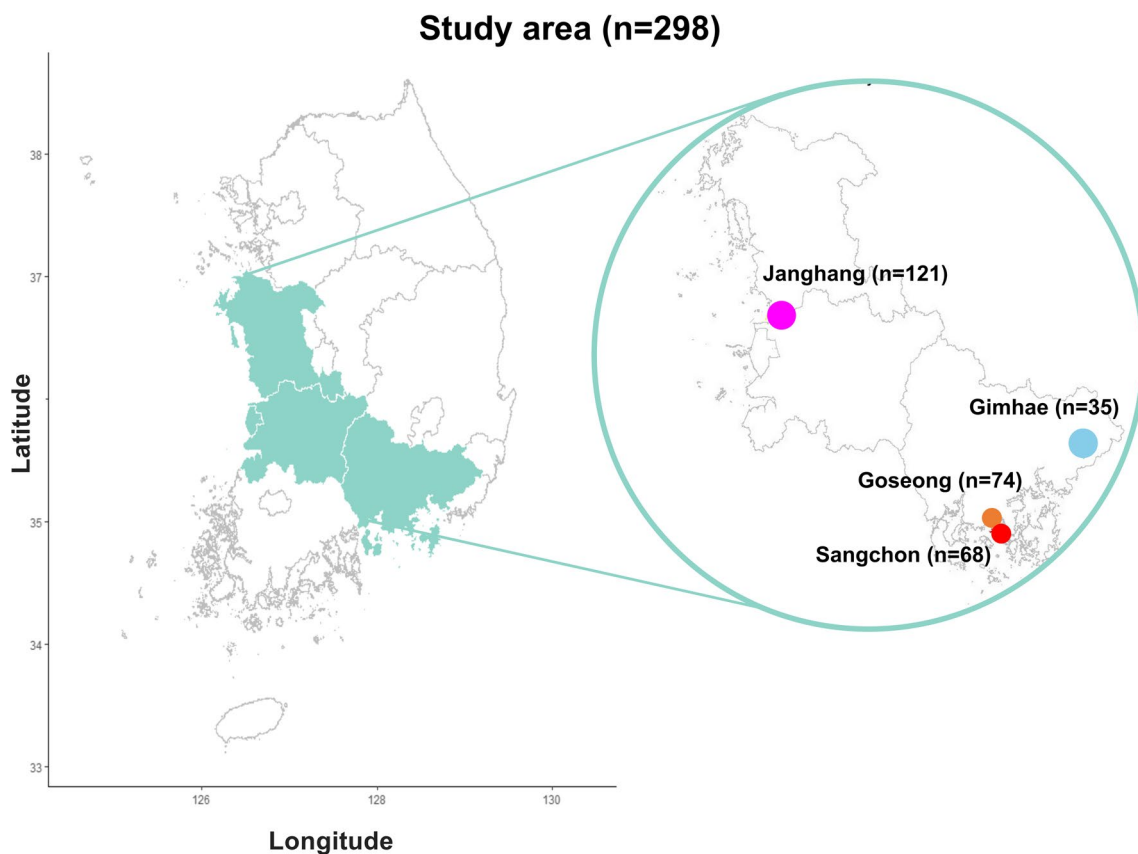 Study area (n=298)
38
37
35
34
33
Latitude
126
128
130
Longitude
Janghang (n=121)
Gimhae (n=35)
Goseong (n=74)
Sangchon (n=68)